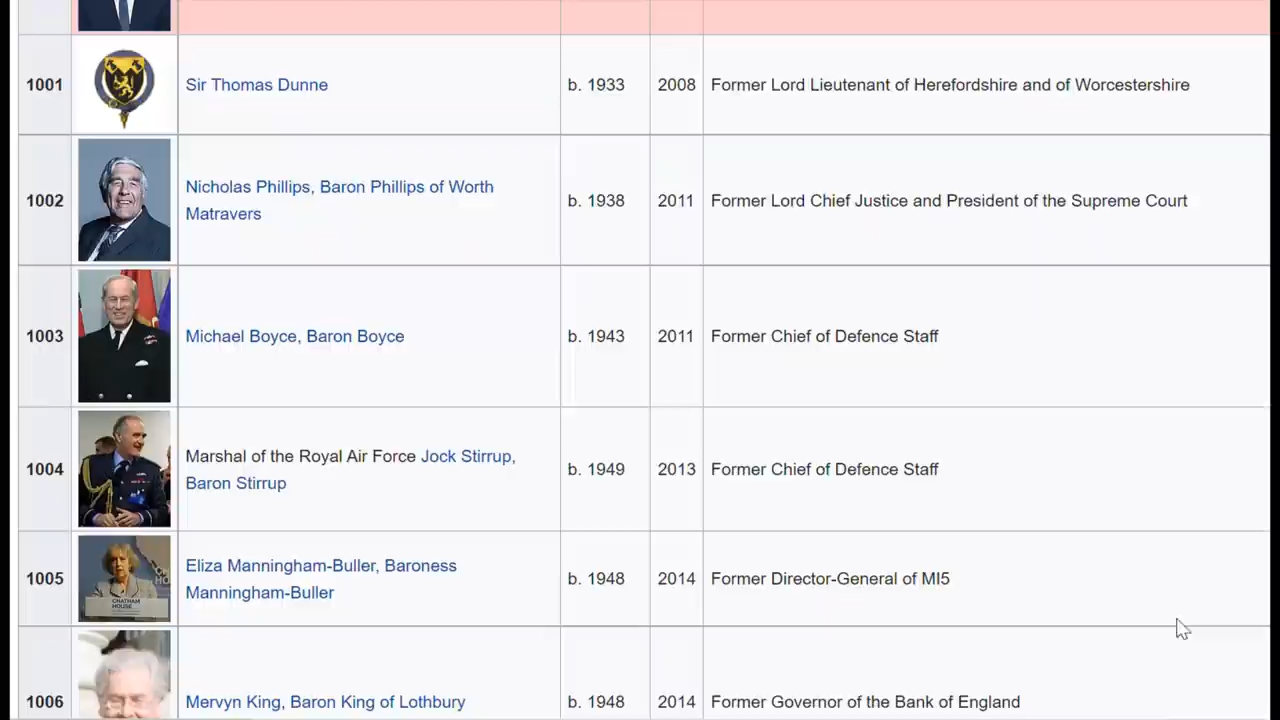 1001 Sir Thomas Dunne b. 1933 2008 Former Lord Lieutenant of Herefordshire and of Worcestershire
1002 Nicholas Phillips, Baron Phillips of Worth
Matravers b. 1938 2011 Former Lord Chief Justice and President of the Supreme Court
1003 Michael Boyce, Baron Boyce b. 1943 2011 Former Chief of Defence Staff
1004 Marshal of the Royal Air Force Jock Stirrup,
Baron Stirrup b. 1949 2013 Former Chief of Defence Staff
1005 Eliza Manningham-Buller, Baroness
Manningham-Buller b. 1948 2014 Former Director-General of MI5
CHATHAM
HOUSE
1006 Mervyn King, Baron King of Lothbury b. 1948 2014 Former Governor of the Bank of England